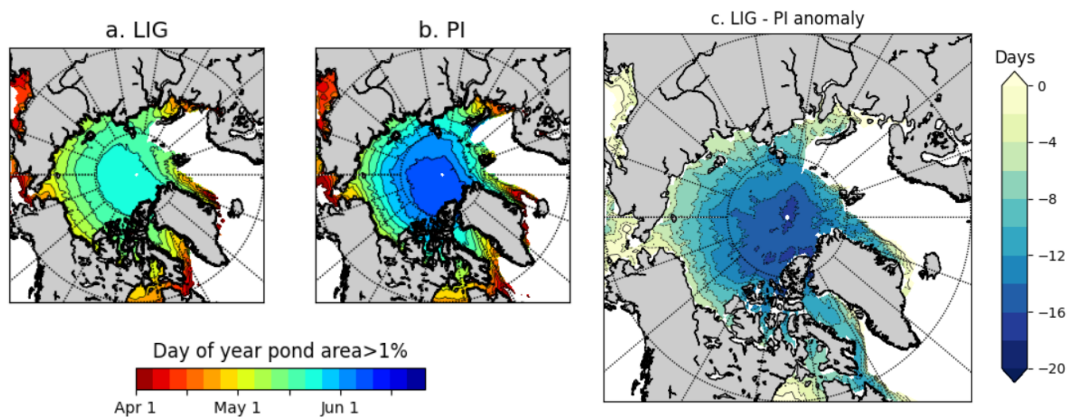 a. LIG
b. PI
c. LIG - PI anomaly
Days
0
−4
−8
−12
−16
−20
Day of year pond area>1%
Apr 1
May 1
Jun 1